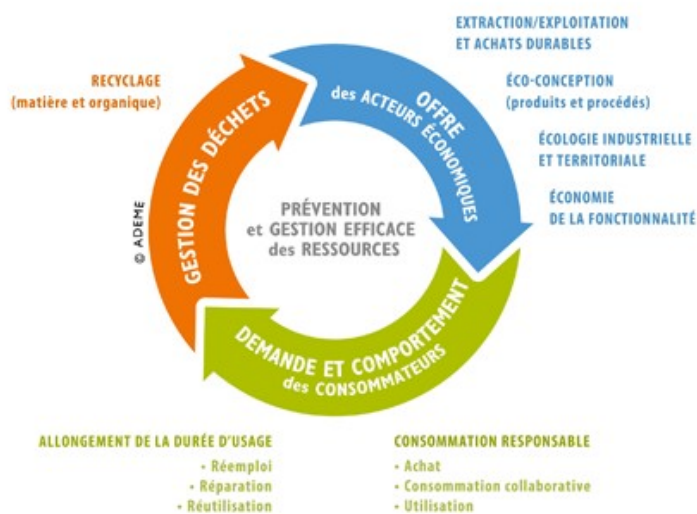 EXTRACTION/EXPLOITATION
ET ACHATS DURABLES
RECYCLAGE
(matière et organique)
ÉCO-CONCEPTION
(produits et procédés)
ÉCOLOGIE INDUSTRIELLE
ET TERRITORIALE
ÉCONOMIE
DE LA FONCTIONNALITÉ
OFFRE
des ACTEURS ÉCONOMIQUES
GESTION DES DÉCHETS
PRÉVENTION
et GESTION EFFICACE
des RESSOURCES
© ADEME
DEMANDE ET COMPORTEMENT
des CONSOMMATEURS
ALLONGEMENT DE LA DURÉE D'USAGE
• Réemploi
• Réparation
• Réutilisation
CONSOMMATION RESPONSABLE
• Achat
• Consommation collaborative
• Utilisation